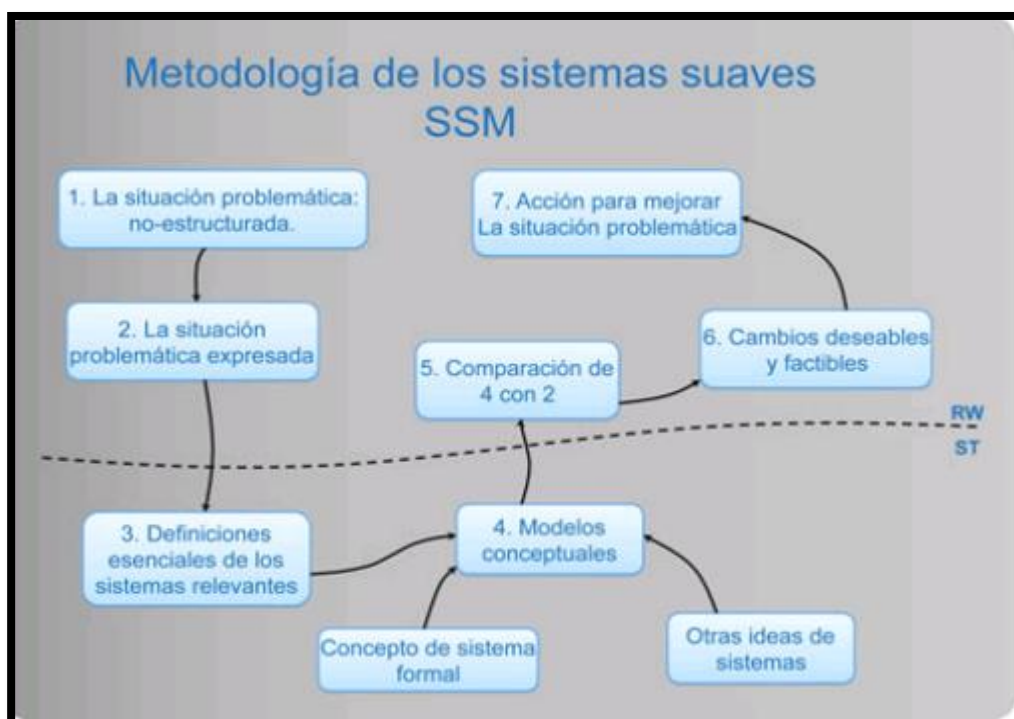 Metodología de los sistemas suaves
SSM
1. La situación problemática:
no-estructurada.
2. La situación
problemática expresada
3. Definiciones
esenciales de los
sistemas relevantes
4. Modelos
conceptuales
Concepto de sistema
formal
Otras ideas de
sistemas
5. Comparación de
4 con 2
6. Cambios deseables
y factibles
7. Acción para mejorar
La situación problemática
RW
ST